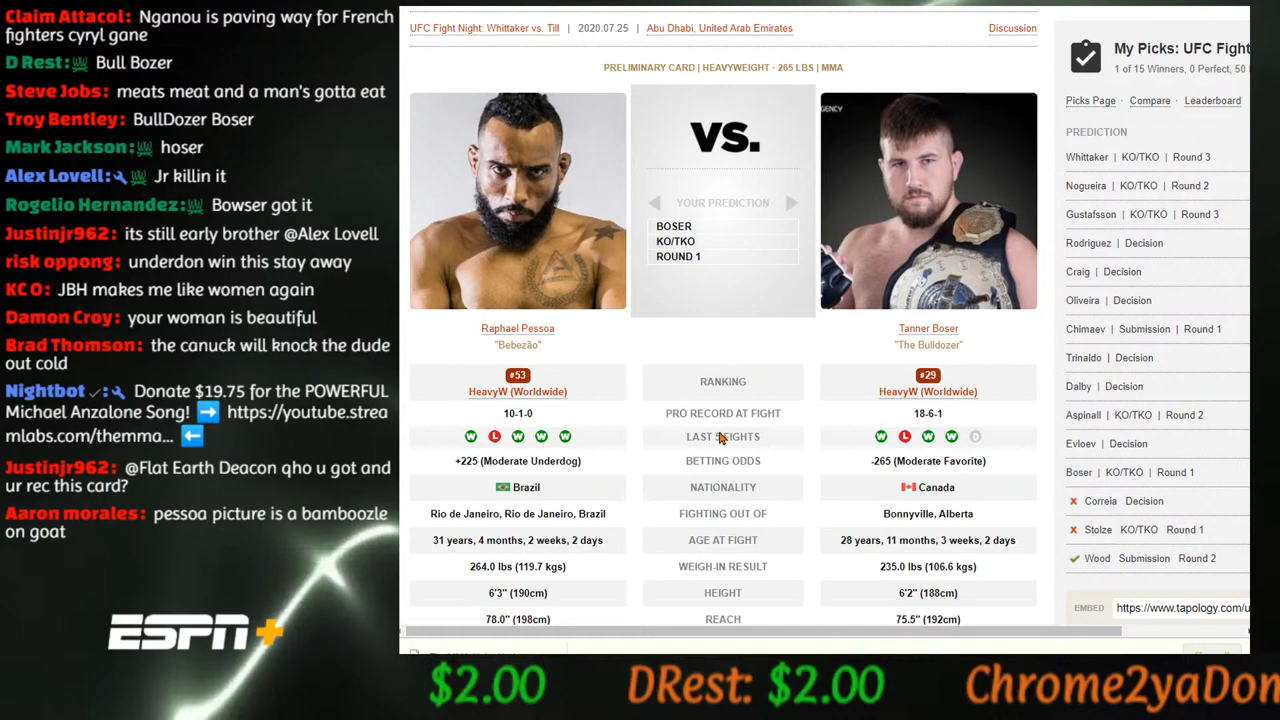 Claim Attacol: Nganou is paving way for French
fighters cyryl gane
D Rest: Bull Bozer
Steve Jobs: meats meat and a man's gotta eat
Troy Bentley: BullDozer Boser
Mark Jackson: hoser
Alex Lovell: Jr killin it
Rogelio Hernandez: Bowser got it
Justinjr962: its still early brother @Alex Lovell
risk oppong: underdon win this stay away
KC O: JBH makes me like women again
Damon Croy: your woman is beautiful
Brad Thomson: the canuck will knock the dude
out cold
Nightbot ✓: Donate $19.75 for the POWERFUL
Michael Anzalone Song! ➡ https://youtube.strea
mlabs.com/themma... ⬅
Justinjr962: @Flat Earth Deacon qho u got and
ur rec this card?
Aaron morales: pessoa picture is a bamboozle
on goat
ESPN+
UFC Fight Night: Whittaker vs. Till | 2020.07.25 | Abu Dhabi, United Arab Emirates
Discussion
PRELIMINARY CARD | HEAVYWEIGHT · 265 LBS | MMA
GENCY
VS.
YOUR PREDICTION
BOSER
KO/TKO
ROUND 1
Raphael Pessoa
"Bebezão"
Tanner Boser
"The Bulldozer"
#53
HeavyW (Worldwide)
RANKING
#29
HeavyW (Worldwide)
10-1-0 PRO RECORD AT FIGHT 18-6-1
W L W W W LAST 5 FIGHTS W L W W D
+225 (Moderate Underdog) BETTING ODDS -265 (Moderate Favorite)
Brazil NATIONALITY Canada
Rio de Janeiro, Rio de Janeiro, Brazil FIGHTING OUT OF Bonnyville, Alberta
31 years, 4 months, 2 weeks, 2 days AGE AT FIGHT 28 years, 11 months, 3 weeks, 2 days
264.0 lbs (119.7 kgs) WEIGH-IN RESULT 235.0 lbs (106.6 kgs)
6'3" (190cm) HEIGHT 6'2" (188cm)
78.0" (198cm) REACH 75.5" (192cm)
My Picks: UFC Fight
1 of 15 Winners, 0 Perfect, 50
Picks Page · Compare · Leaderboard
PREDICTION
Whittaker | KO/TKO | Round 3
Nogueira | KO/TKO | Round 2
Gustafsson | KO/TKO | Round 3
Rodriguez | Decision
Craig | Decision
Oliveira | Decision
Chimaev | Submission | Round 1
Trinaldo | Decision
Dalby | Decision
Aspinall | KO/TKO | Round 2
Evloev | Decision
Boser | KO/TKO | Round 1
Correia Decision
Stolze KO/TKO Round 1
Wood Submission Round 2
EMBED https://www.tapology.com/u
$2.00 DRest: $2.00 Chrome2yaDon